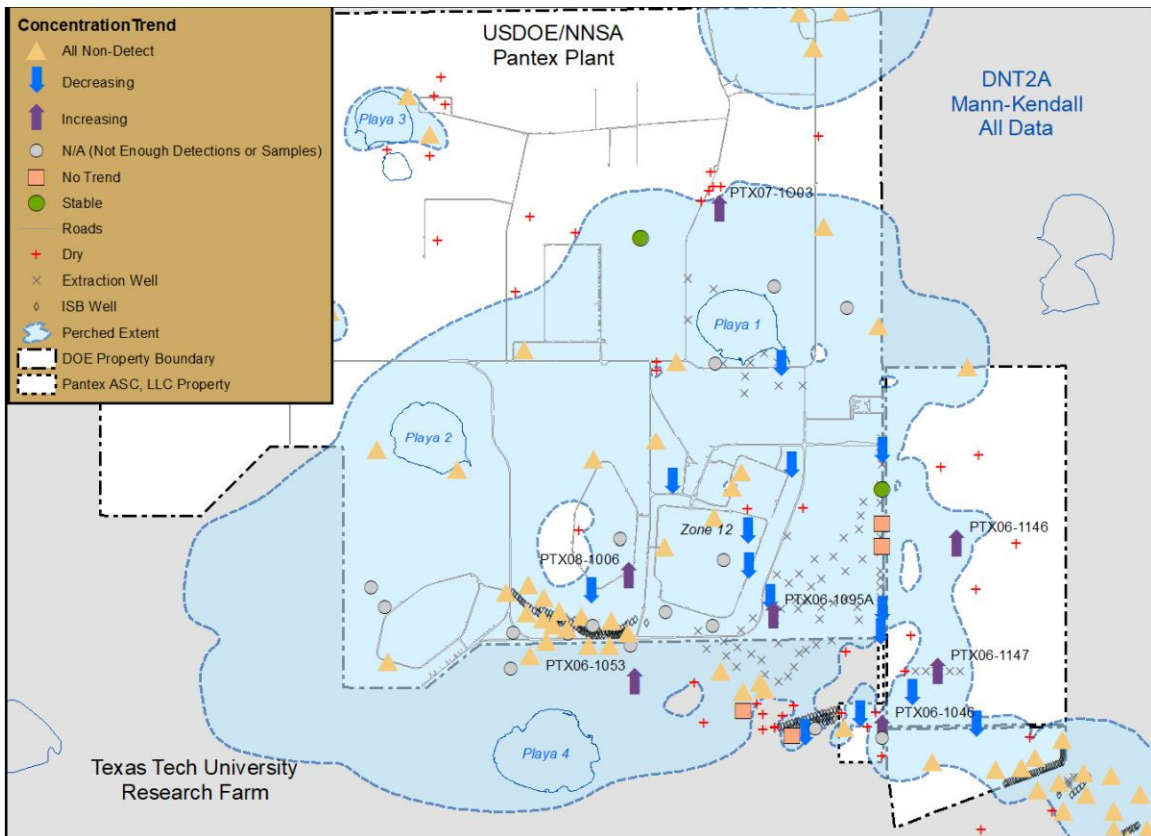 Concentration Trend
All Non-Detect
Decreasing
Increasing
N/A (Not Enough Detections or Samples)
No Trend
Stable
Roads
Dry
Extraction Well
ISB Well
Perched Extent
DOE Property Boundary
Pantex ASC, LLC Property
USDOE/NNSA
Pantex Plant
DNT2A
Mann-Kendall
All Data
Playa 3
PTX07-1O03
Playa 1
Playa 2
Zone 12
PTX06-1146
PTX08-1006
PTX06-1095A
PTX06-1053
PTX06-1147
PTX06-1046
Playa 4
Texas Tech University
Research Farm